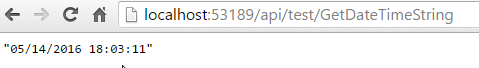 localhost:53189/api/test/GetDateTimeString
"05/14/2016 18:03:11"